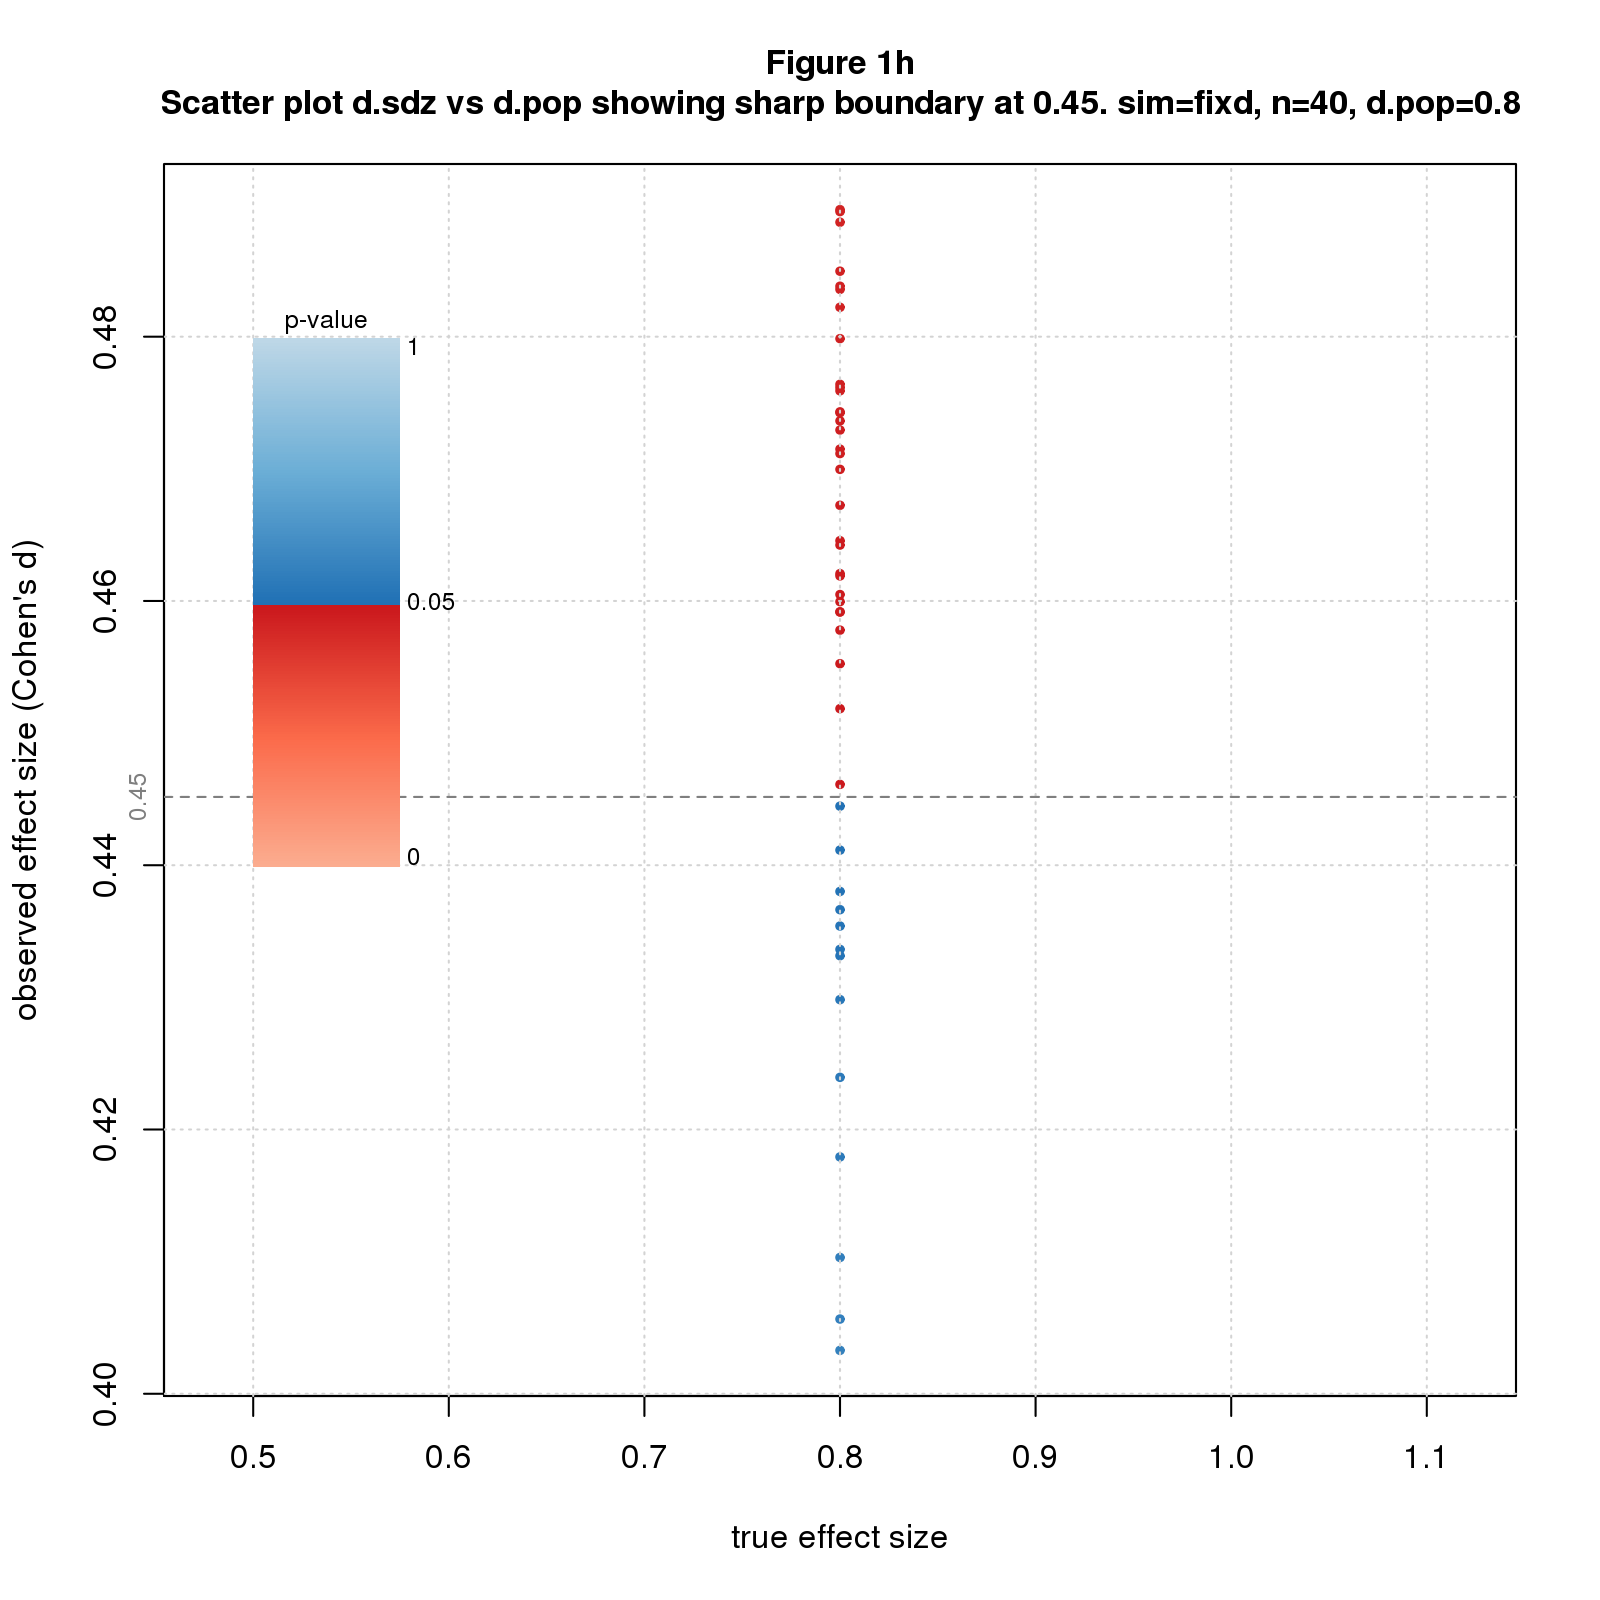 Figure 1h
Scatter plot d.sdz vs d.pop showing sharp boundary at 0.45. sim=fixd, n=40, d.pop=0.8
observed effect size (Cohen's d)
0.48
0.46
0.45
0.44
0.42
0.40
p-value
1
0.05
0
0.5 0.6 0.7 0.8 0.9 1.0 1.1
true effect size